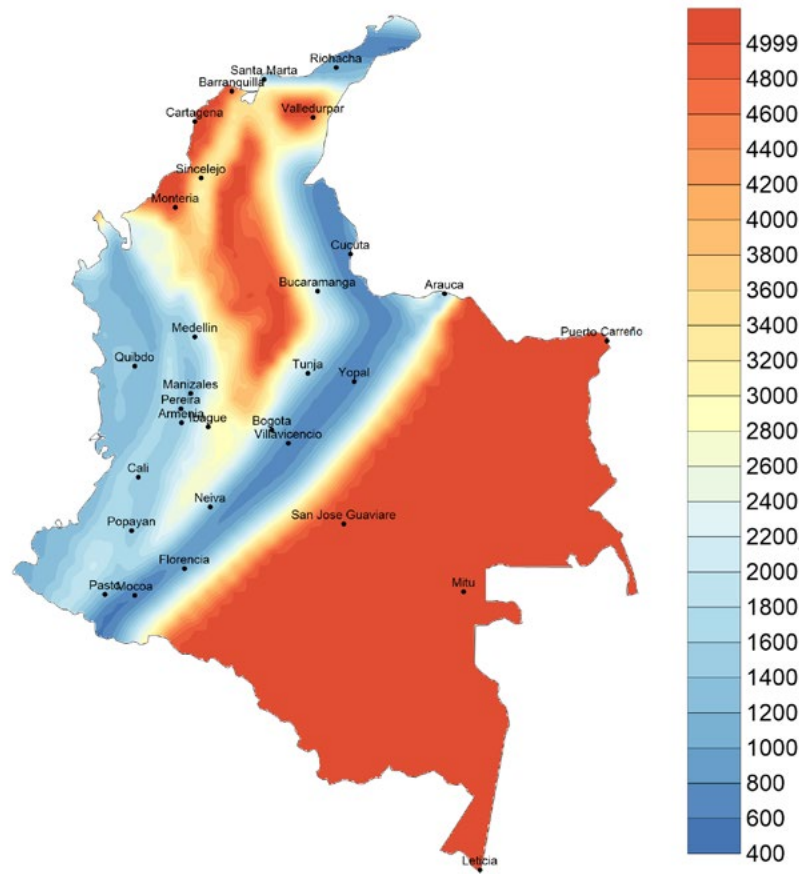 Richacha
Santa Marta
Barranquilla
Cartagena
Valledurpar
Sincelejo
Monteria
Cucuta
Bucaramanga
Arauca
Medellin
Puerto Carreño
Quibdo
Tunja
Yopal
Manizales
Pereira
Armenia
Ibague
Bogota
Villavicencio
Cali
Neiva
Popayan
San Jose Guaviare
Florencia
Pasto
Mocoa
Mitu
Leticia
4999
4800
4600
4400
4200
4000
3800
3600
3400
3200
3000
2800
2600
2400
2200
2000
1800
1600
1400
1200
1000
800
600
400